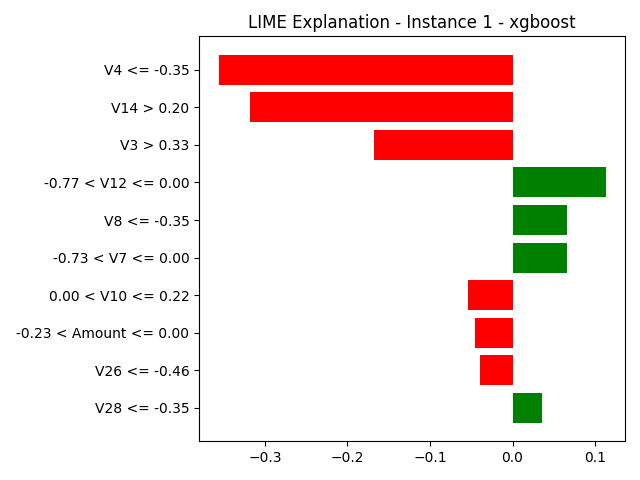 LIME Explanation - Instance 1 - xgboost
V4 <= -0.35
V14 > 0.20
V3 > 0.33
-0.77 < V12 <= 0.00
V8 <= -0.35
-0.73 < V7 <= 0.00
0.00 < V10 <= 0.22
-0.23 < Amount <= 0.00
V26 <= -0.46
V28 <= -0.35
−0.3 −0.2 −0.1 0.0 0.1